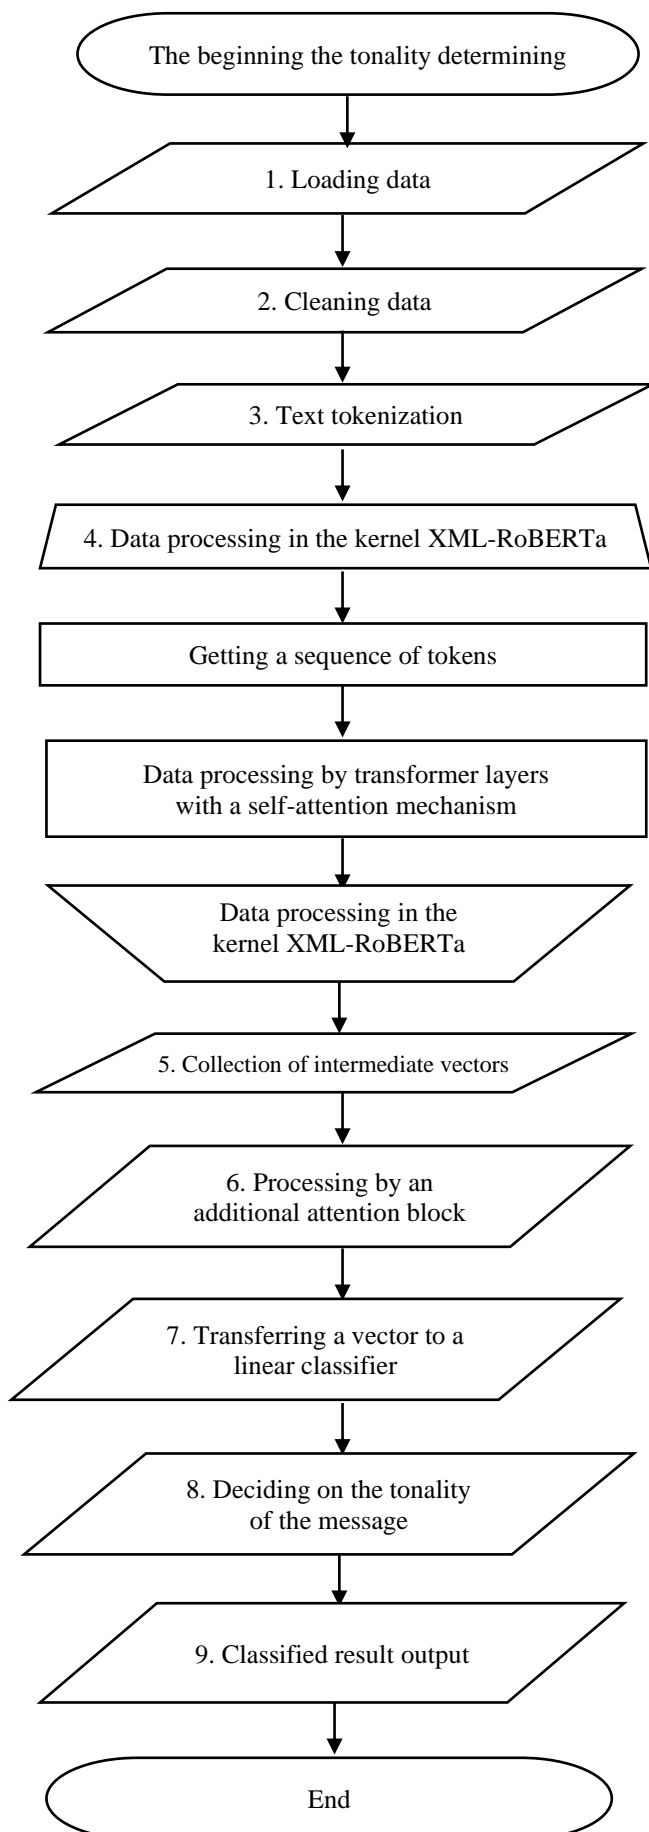 The beginning the tonality determining
1. Loading data
2. Cleaning data
3. Text tokenization
4. Data processing in the kernel XML-RoBERTa
Getting a sequence of tokens
Data processing by transformer layers
with a self-attention mechanism
Data processing in the
kernel XML-RoBERTa
5. Collection of intermediate vectors
6. Processing by an
additional attention block
7. Transferring a vector to a
linear classifier
8. Deciding on the tonality
of the message
9. Classified result output
End